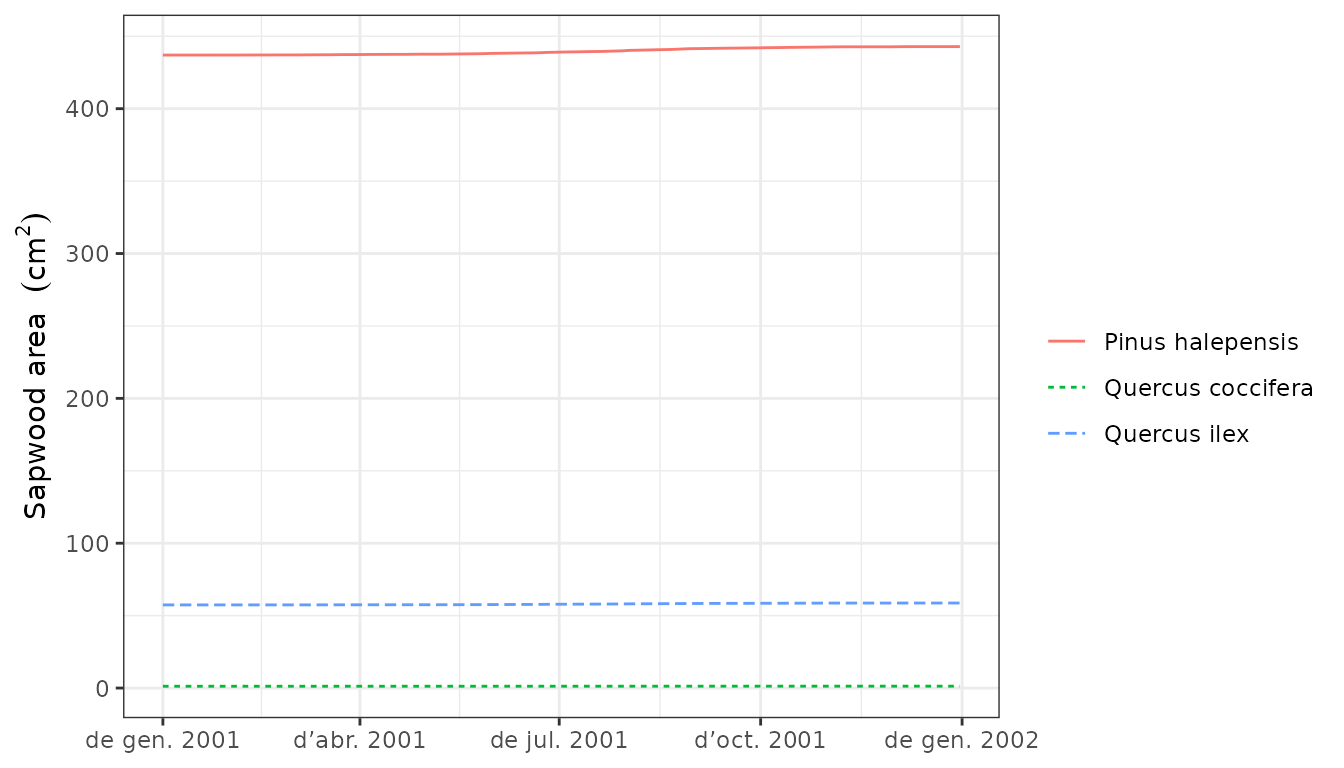 Sapwood area (cm²)
400
300
200
100
0
de gen. 2001
d’abr. 2001
de jul. 2001
d’oct. 2001
de gen. 2002
Pinus halepensis
Quercus coccifera
Quercus ilex